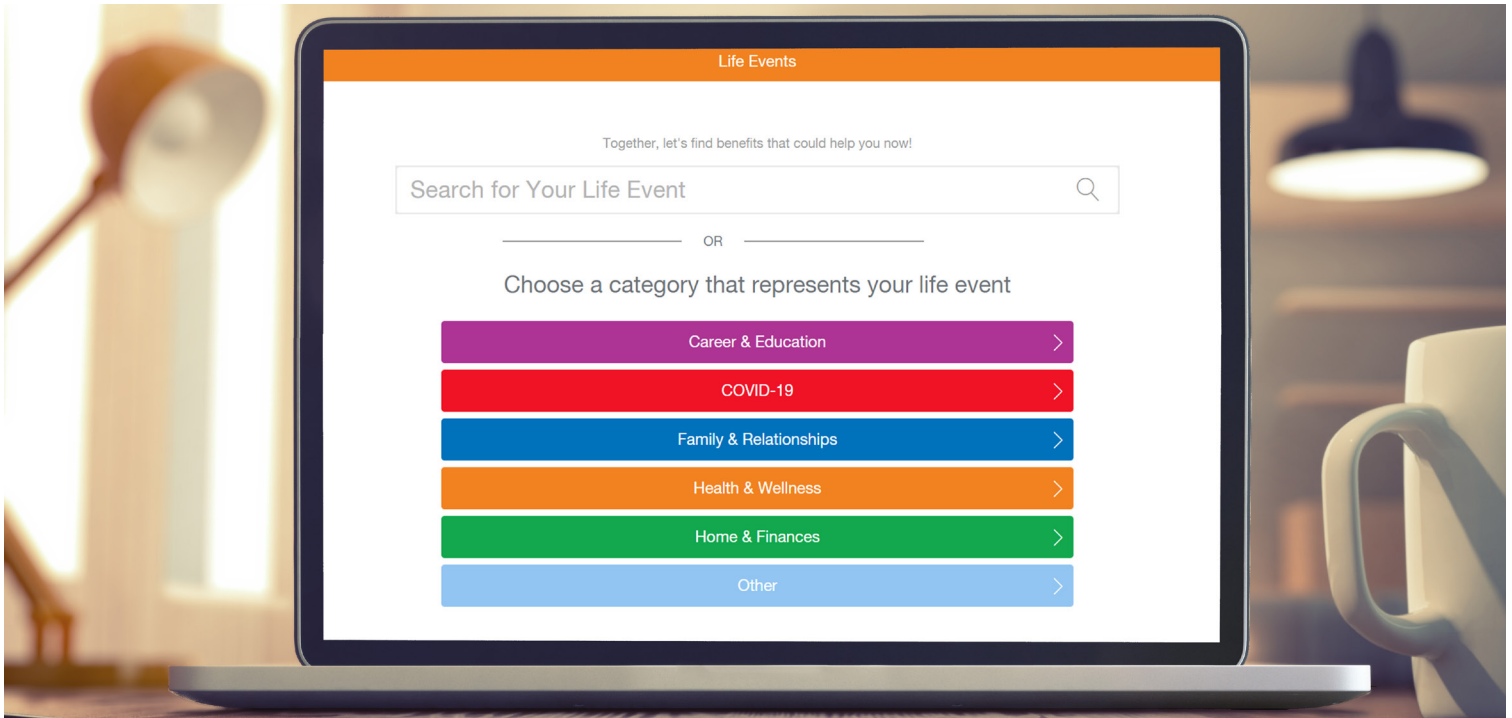 Life Events
Together, let's find benefits that could help you now!
Search for Your Life Event
OR
Choose a category that represents your life event
Career & Education
COVID-19
Family & Relationships
Health & Wellness
Home & Finances
Other